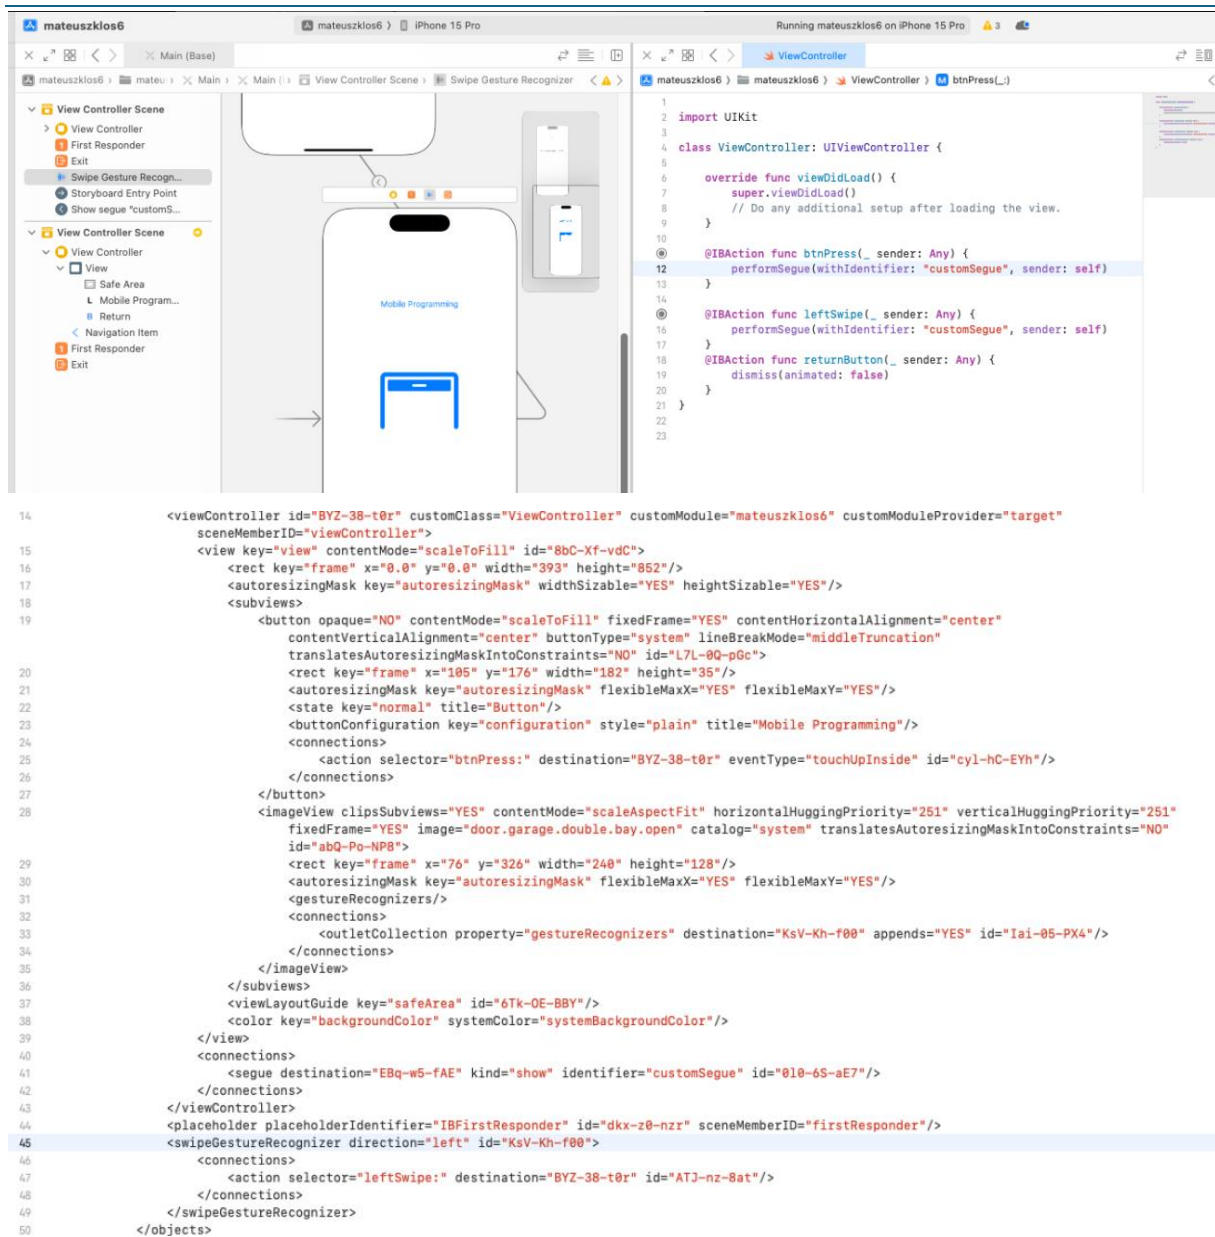 mateuszklos6
mateuszklos6 〉 iPhone 15 Pro
Running mateuszklos6 on iPhone 15 Pro
3
Main (Base)
ViewController
mateuszklos6 〉 mateu 〉 Main 〉 Main ( 〉 View Controller Scene 〉 Swipe Gesture Recognizer
mateuszklos6 〉 mateuszklos6 〉 ViewController 〉 M btnPress(_:)
View Controller Scene
View Controller
First Responder
Exit
Swipe Gesture Recogn...
Storyboard Entry Point
Show segue "customS...
View Controller Scene
View Controller
View
Safe Area
L Mobile Program...
B Return
Navigation Item
First Responder
Exit
Mobile Programming
1
2 import UIKit
3
4 class ViewController: UIViewController {
5
6 override func viewDidLoad() {
7 super.viewDidLoad()
8 // Do any additional setup after loading the view.
9 }
10
@IBAction func btnPress(_ sender: Any) {
12 performSegue(withIdentifier: "customSegue", sender: self)
13 }
14
@IBAction func leftSwipe(_ sender: Any) {
16 performSegue(withIdentifier: "customSegue", sender: self)
17 }
18 @IBAction func returnButton(_ sender: Any) {
19 dismiss(animated: false)
20 }
21 }
22
23
14 <viewController id="BYZ-38-t0r" customClass="ViewController" customModule="mateuszklos6" customModuleProvider="target"
sceneMemberID="viewController">
15 <view key="view" contentMode="scaleToFill" id="8bC-Xf-vdC">
16 <rect key="frame" x="0.0" y="0.0" width="393" height="852"/>
17 <autoresizingMask key="autoresizingMask" widthSizable="YES" heightSizable="YES"/>
18 <subviews>
19 <button opaque="NO" contentMode="scaleToFill" fixedFrame="YES" contentHorizontalAlignment="center"
contentVerticalAlignment="center" buttonType="system" lineBreakMode="middleTruncation"
translatesAutoresizingMaskIntoConstraints="NO" id="L7L-0Q-pGc">
20 <rect key="frame" x="105" y="176" width="182" height="35"/>
21 <autoresizingMask key="autoresizingMask" flexibleMaxX="YES" flexibleMaxY="YES"/>
22 <state key="normal" title="Button"/>
23 <buttonConfiguration key="configuration" style="plain" title="Mobile Programming"/>
24 <connections>
25 <action selector="btnPress:" destination="BYZ-38-t0r" eventType="touchUpInside" id="cyl-hC-EYh"/>
26 </connections>
27 </button>
28 <imageView clipsSubviews="YES" contentMode="scaleAspectFit" horizontalHuggingPriority="251" verticalHuggingPriority="251"
fixedFrame="YES" image="door.garage.double.bay.open" catalog="system" translatesAutoresizingMaskIntoConstraints="NO"
id="abQ-Po-NP8">
29 <rect key="frame" x="76" y="326" width="240" height="128"/>
30 <autoresizingMask key="autoresizingMask" flexibleMaxX="YES" flexibleMaxY="YES"/>
31 <gestureRecognizers/>
32 <connections>
33 <outletCollection property="gestureRecognizers" destination="KsV-Kh-f00" appends="YES" id="Iai-05-PX4"/>
34 </connections>
35 </imageView>
36 </subviews>
37 <viewLayoutGuide key="safeArea" id="6Tk-OE-BBY"/>
38 <color key="backgroundColor" systemColor="systemBackgroundColor"/>
39 </view>
40 <connections>
41 <segue destination="EBq-w5-fAE" kind="show" identifier="customSegue" id="0l0-6S-aE7"/>
42 </connections>
43 </viewController>
44 <placeholder placeholderIdentifier="IBFirstResponder" id="dkx-z0-nzr" sceneMemberID="firstResponder"/>
45 <swipeGestureRecognizer direction="left" id="KsV-Kh-f00">
46 <connections>
47 <action selector="leftSwipe:" destination="BYZ-38-t0r" id="ATJ-nz-8at"/>
48 </connections>
49 </swipeGestureRecognizer>
50 </objects>